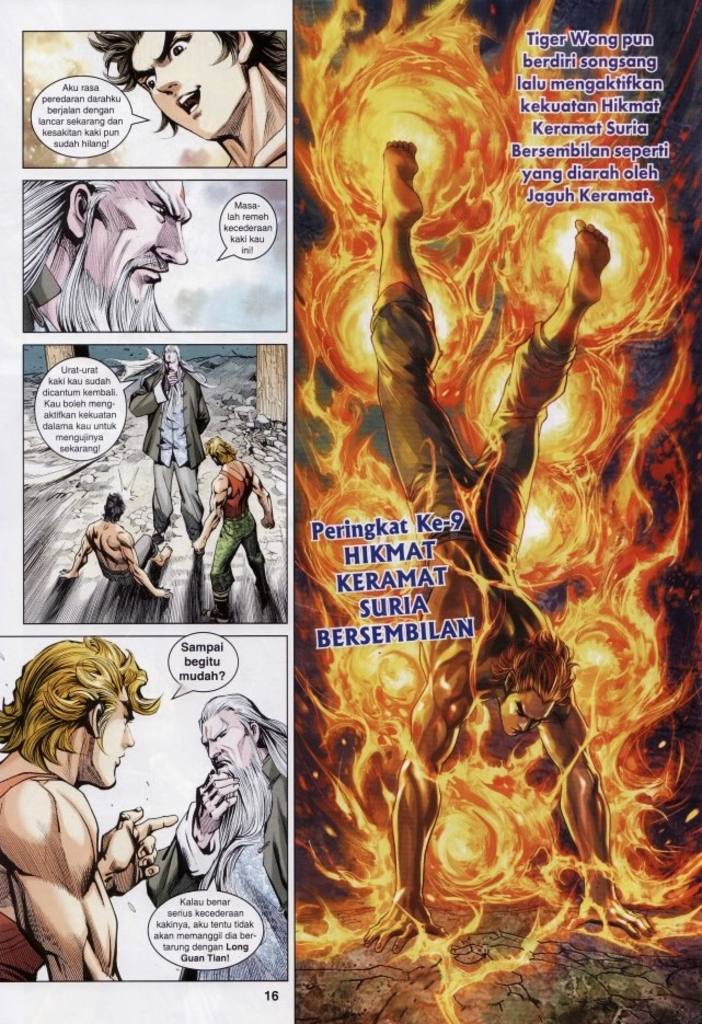 Aku rasa
peredaran darahku
berjalan dengan
lancar sekarang dan
kesakitan kaki pun
sudah hilang!
Masa-
lah remeh
kecederaan
kaki kau
ini!
Urat-urat
kaki kau sudah
dicantum kembali.
Kau boleh meng-
aktifkan kekuatan
dalama kau untuk
mengujinya
sekarang!
Sampai
begitu
mudah?
Kalau benar
serius kecederaan
kakinya, aku tentu tidak
akan memanggil dia ber-
tarung dengan Long
Guan Tian!
16
Tiger Wong pun
berdiri songsang
lalu mengaktifkan
kekuatan Hikmat
Keramat Suria
Bersembilan seperti
yang diarah oleh
Jaguh Keramat.
Peringkat Ke-9
HIKMAT
KERAMAT
SURIA
BERSEMBILAN